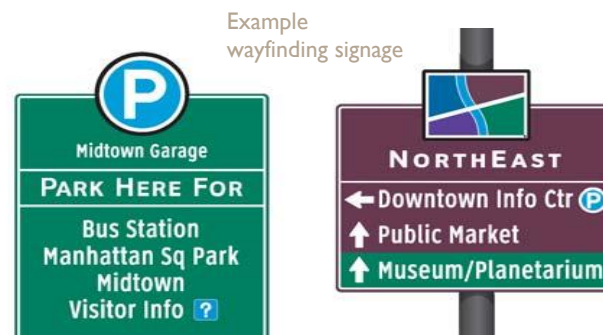 Example
wayfinding signage
P
Midtown Garage
PARK HERE FOR
Bus Station
Manhattan Sq Park
Midtown
Visitor Info ?
NORTHEAST
Downtown Info Ctr P
Public Market
Museum/Planetarium